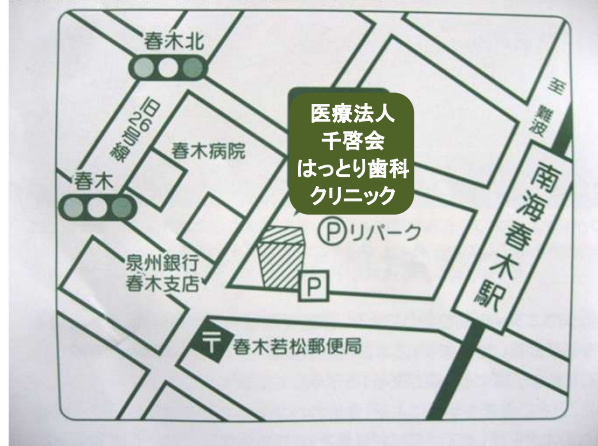 春木北
至 難波
旧26号線
医療法人
千啓会
はっとり歯科
クリニック
春木病院
春木
南海春木駅
Ⓟリパーク
泉州銀行
春木支店
P
〒 春木若松郵便局